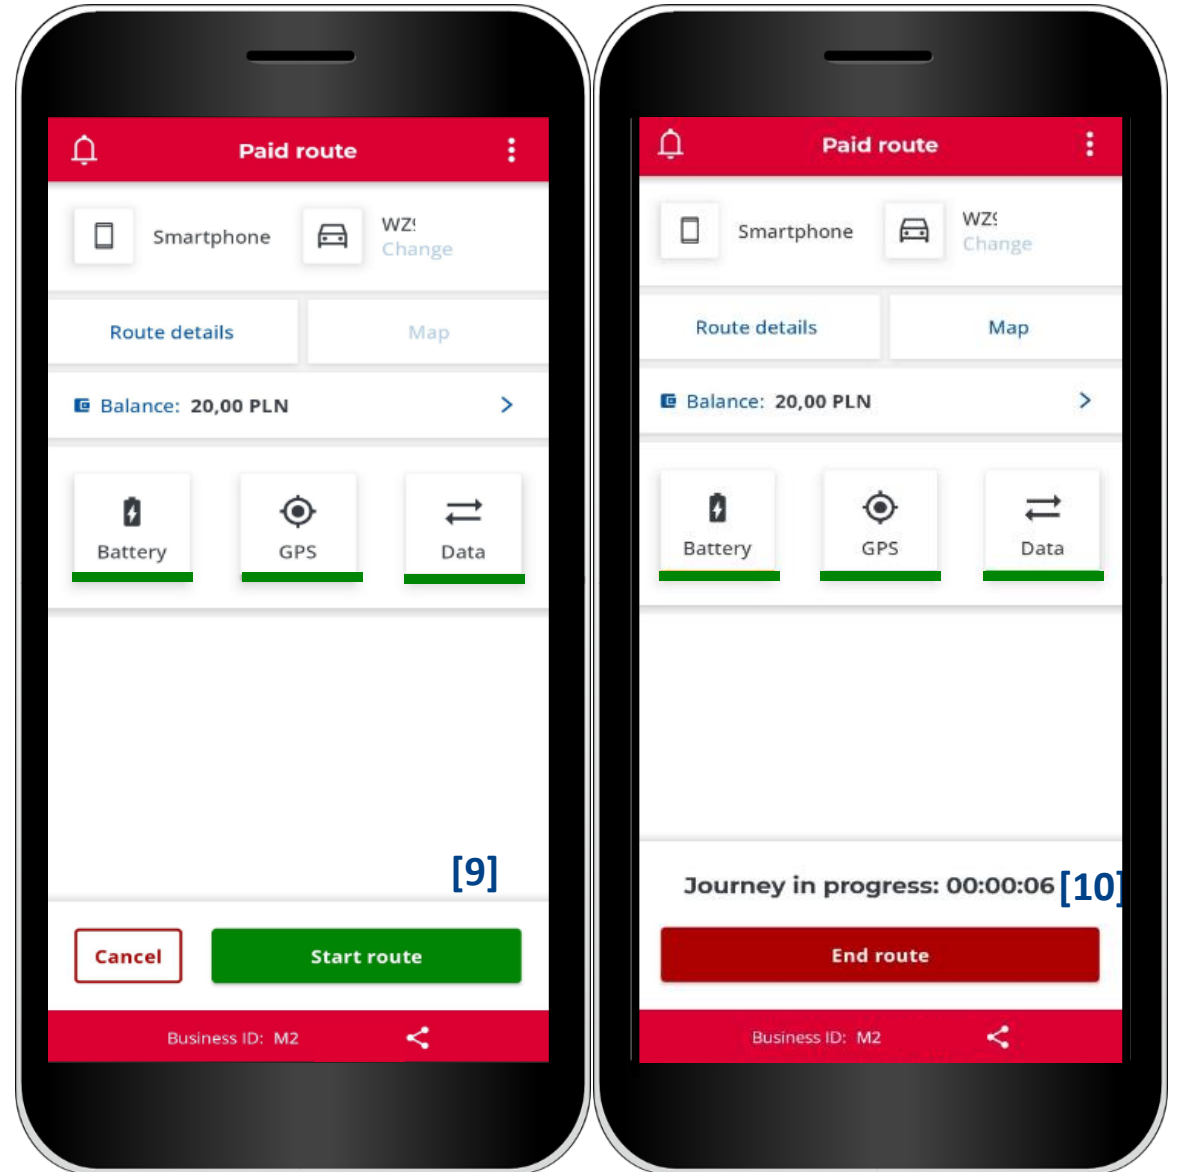 Paid route
Smartphone
WZ9
Change
Route details Map
Balance: 20,00 PLN
Battery GPS Data
[9]
Cancel Start route
Business ID: M2
Paid route
Smartphone
WZ9
Change
Route details Map
Balance: 20,00 PLN
Battery GPS Data
Journey in progress: 00:00:06 [10]
End route
Business ID: M2